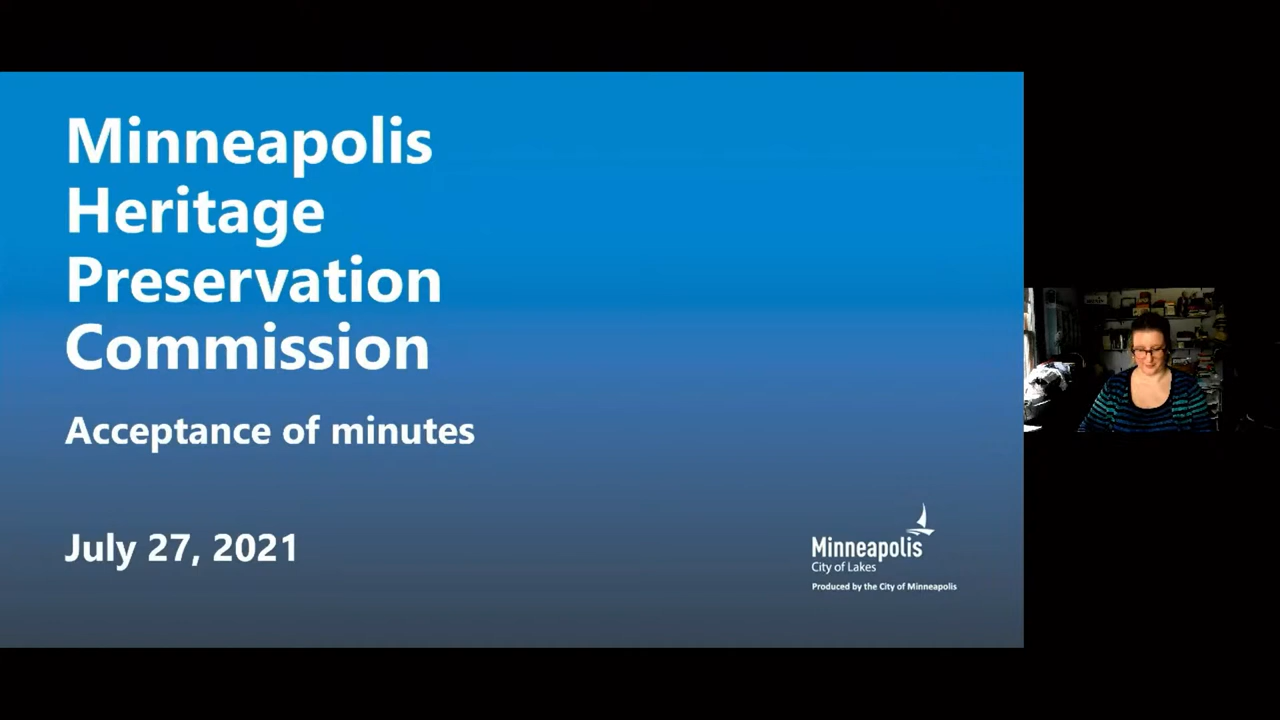 Minneapolis
Heritage
Preservation
Commission
Acceptance of minutes
July 27, 2021
Minneapolis
City of Lakes
Produced by the City of Minneapolis